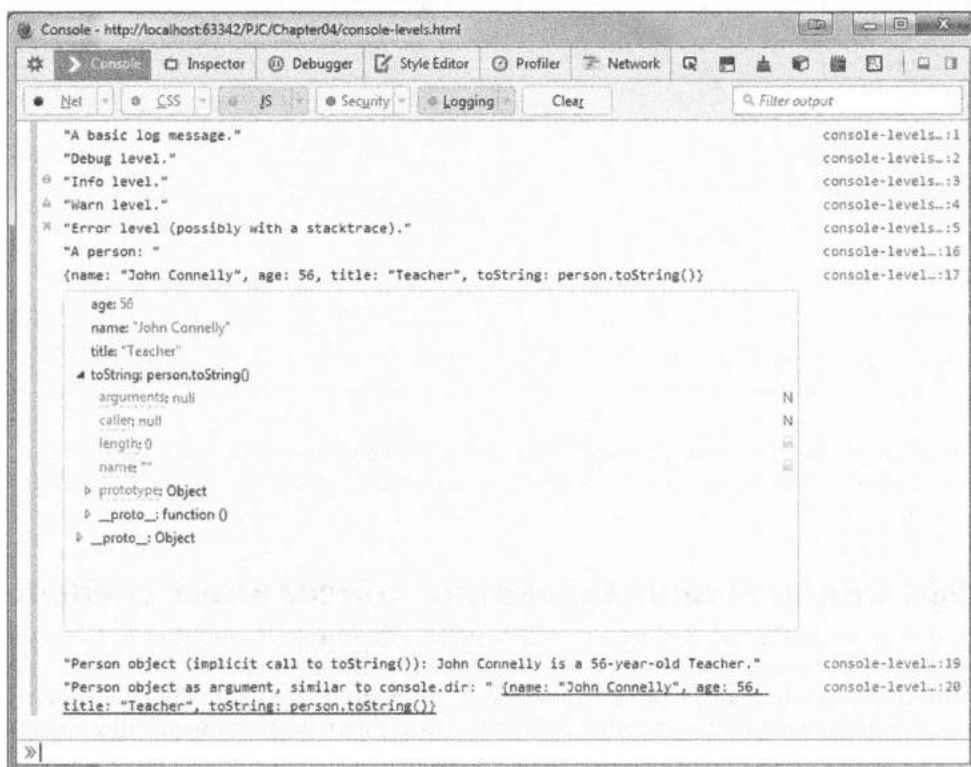 Console - http://localhost:63342/PJC/Chapter04/console-levels.html
Console Inspector Debugger Style Editor Profiler Network
Net CSS JS Security Logging Clear Filter output
"A basic log message." console-levels…:1
"Debug level." console-levels…:2
"Info level." console-levels…:3
"Warn level." console-levels…:4
"Error level (possibly with a stacktrace)." console-levels…:5
"A person: " console-level…:16
{name: "John Connelly", age: 56, title: "Teacher", toString: person.toString()} console-level…:17
age: 56
name: "John Connelly"
title: "Teacher"
toString: person.toString()
arguments: null N
caller: null N
length: 0
name: ""
prototype: Object
__proto__: function ()
__proto__: Object
"Person object (implicit call to toString()): John Connelly is a 56-year-old Teacher." console-level…:19
"Person object as argument, similar to console.dir: " {name: "John Connelly", age: 56, console-level…:20
title: "Teacher", toString: person.toString()}
»